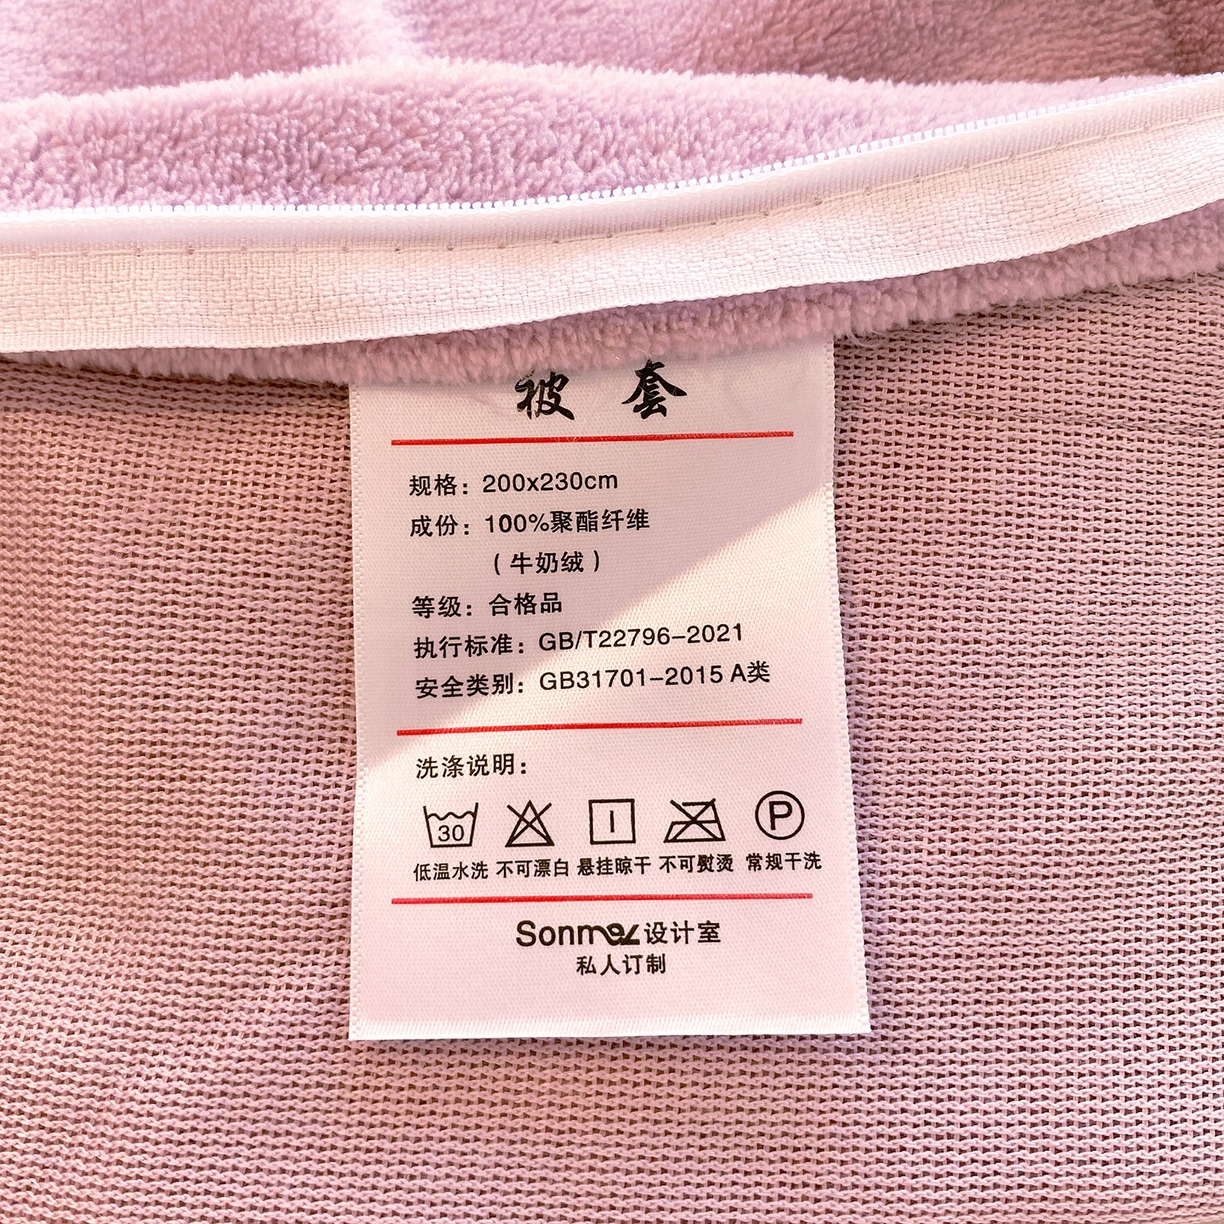 被 套
规格：200x230cm
成份：100%聚酯纤维
（牛奶绒）
等级：合格品
执行标准：GB/T22796-2021
安全类别：GB31701-2015 A类
洗涤说明：
30 P
低温水洗 不可漂白 悬挂晾干 不可熨烫 常规干洗
设计室
私人订制